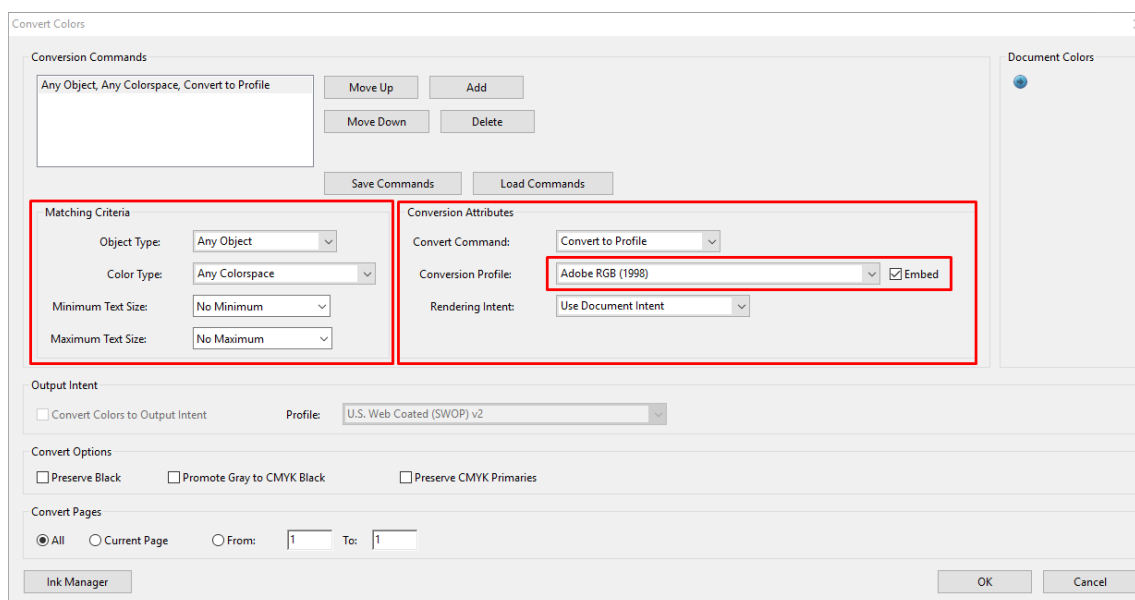 Convert Colors
Conversion Commands
Document Colors
Any Object, Any Colorspace, Convert to Profile
Move Up
Add
Move Down
Delete
Save Commands
Load Commands
Matching Criteria
Object Type: Any Object
Color Type: Any Colorspace
Minimum Text Size: No Minimum
Maximum Text Size: No Maximum
Conversion Attributes
Convert Command: Convert to Profile
Conversion Profile: Adobe RGB (1998) Embed
Rendering Intent: Use Document Intent
Output Intent
Convert Colors to Output Intent Profile: U.S. Web Coated (SWOP) v2
Convert Options
Preserve Black Promote Gray to CMYK Black Preserve CMYK Primaries
Convert Pages
All Current Page From: 1 To: 1
Ink Manager OK Cancel